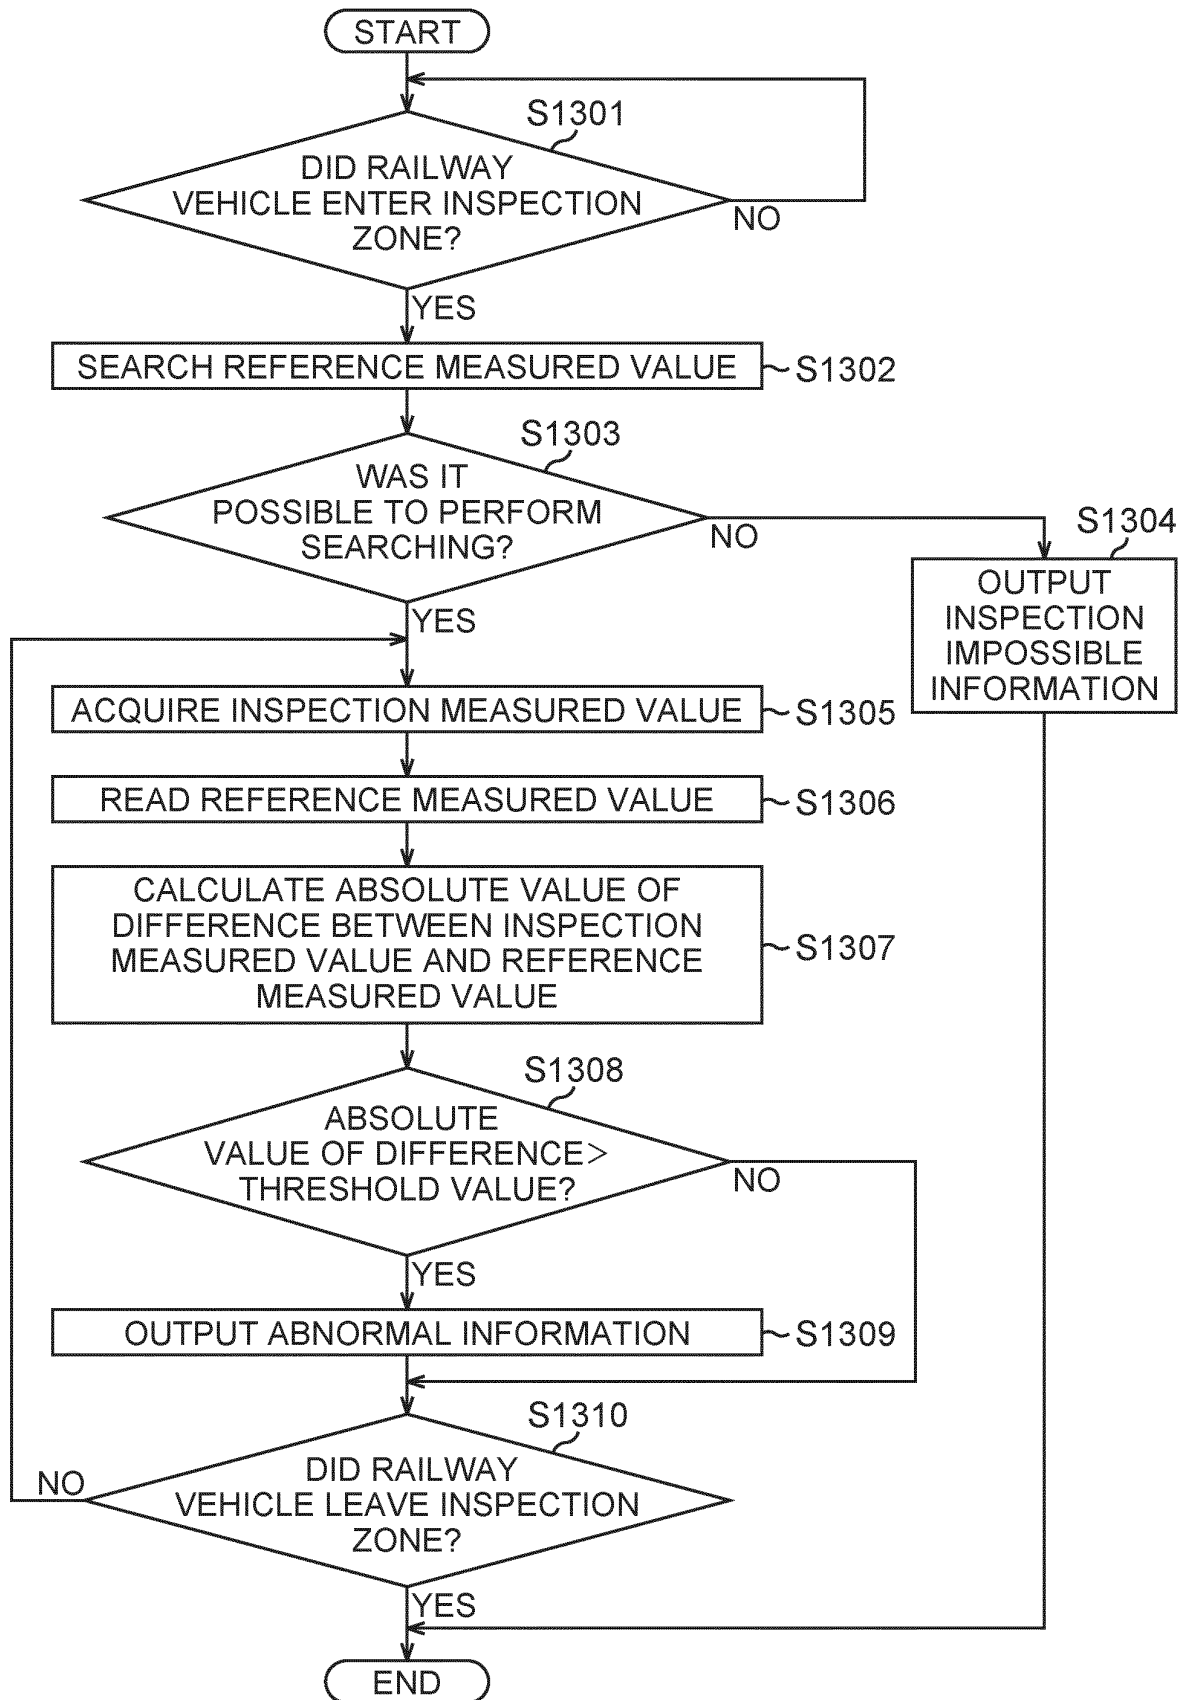 START
S1301
DID RAILWAY
VEHICLE ENTER INSPECTION
ZONE?
NO
YES
SEARCH REFERENCE MEASURED VALUE
S1302
S1303
WAS IT
POSSIBLE TO PERFORM
SEARCHING?
NO
S1304
OUTPUT
INSPECTION
IMPOSSIBLE
INFORMATION
YES
ACQUIRE INSPECTION MEASURED VALUE
S1305
READ REFERENCE MEASURED VALUE
S1306
CALCULATE ABSOLUTE VALUE OF
DIFFERENCE BETWEEN INSPECTION
MEASURED VALUE AND REFERENCE
MEASURED VALUE
S1307
S1308
ABSOLUTE
VALUE OF DIFFERENCE>
THRESHOLD VALUE?
NO
YES
OUTPUT ABNORMAL INFORMATION
S1309
S1310
DID RAILWAY
VEHICLE LEAVE INSPECTION
ZONE?
NO
YES
END